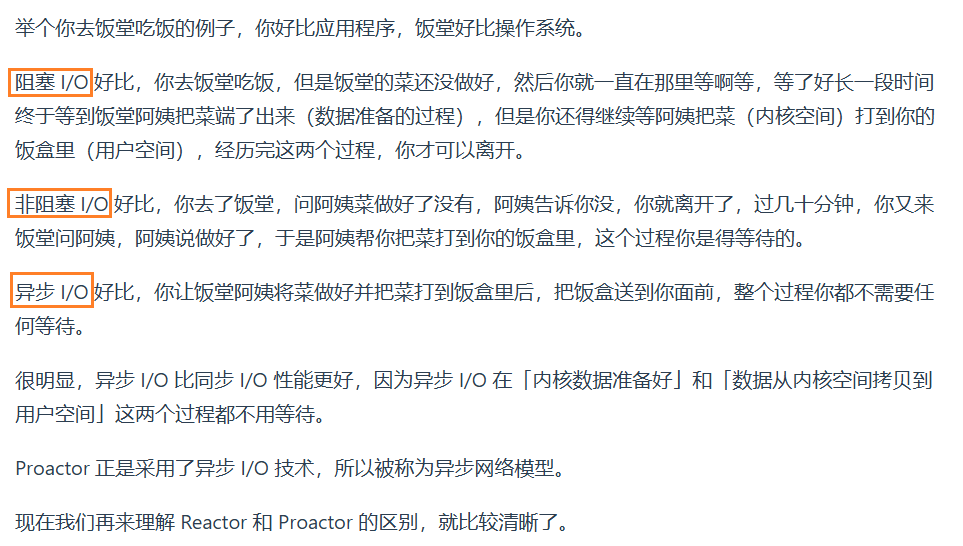 举个你去饭堂吃饭的例子，你好比应用程序，饭堂好比操作系统。
阻塞 I/O 好比，你去饭堂吃饭，但是饭堂的菜还没做好，然后你就一直在那里等啊等，等了好长一段时间
终于等到饭堂阿姨把菜端了出来（数据准备的过程），但是你还得继续等阿姨把菜（内核空间）打到你的
饭盒里（用户空间），经历完这两个过程，你才可以离开。
非阻塞 I/O 好比，你去了饭堂，问阿姨菜做好了没有，阿姨告诉你没，你就离开了，过几十分钟，你又来
饭堂问阿姨，阿姨说做好了，于是阿姨帮你把菜打到你的饭盒里，这个过程你是得等待的。
异步 I/O 好比，你让饭堂阿姨将菜做好并把菜打到饭盒里后，把饭盒送到你面前，整个过程你都不需要任
何等待。
很明显，异步 I/O 比同步 I/O 性能更好，因为异步 I/O 在「内核数据准备好」和「数据从内核空间拷贝到
用户空间」这两个过程都不用等待。
Proactor 正是采用了异步 I/O 技术，所以被称为异步网络模型。
现在我们再来理解 Reactor 和 Proactor 的区别，就比较清晰了。